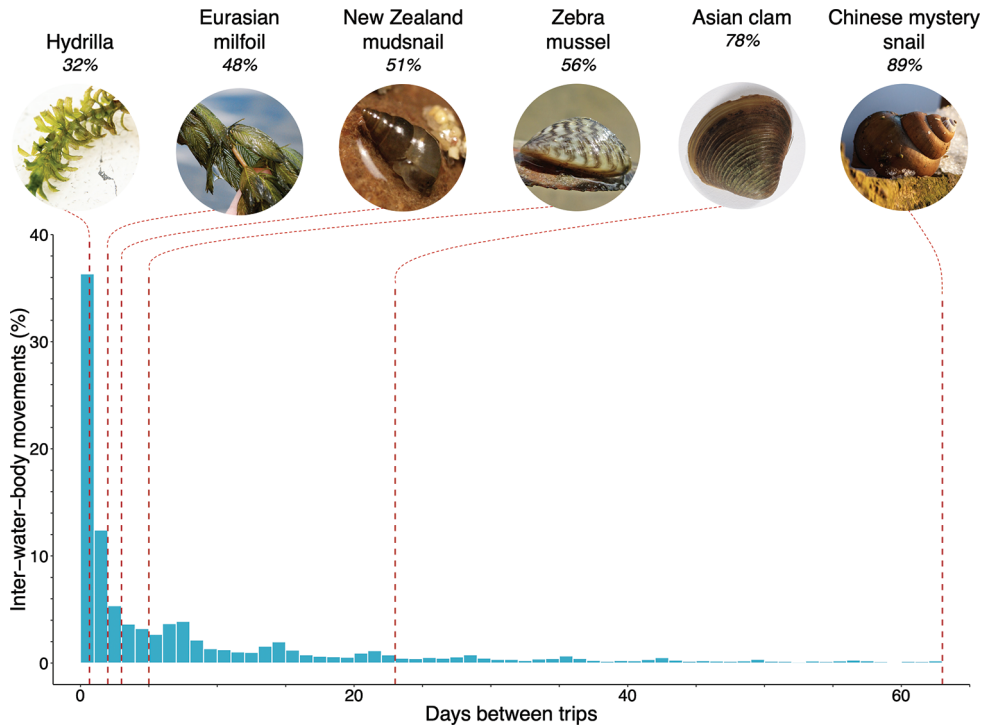 Hydrilla
32%
Eurasian
milfoil
48%
New Zealand
mudsnail
51%
Zebra
mussel
56%
Asian clam
78%
Chinese mystery
snail
89%
Inter-water-body movements (%)
40
30
20
10
0
0 20 40 60
Days between trips